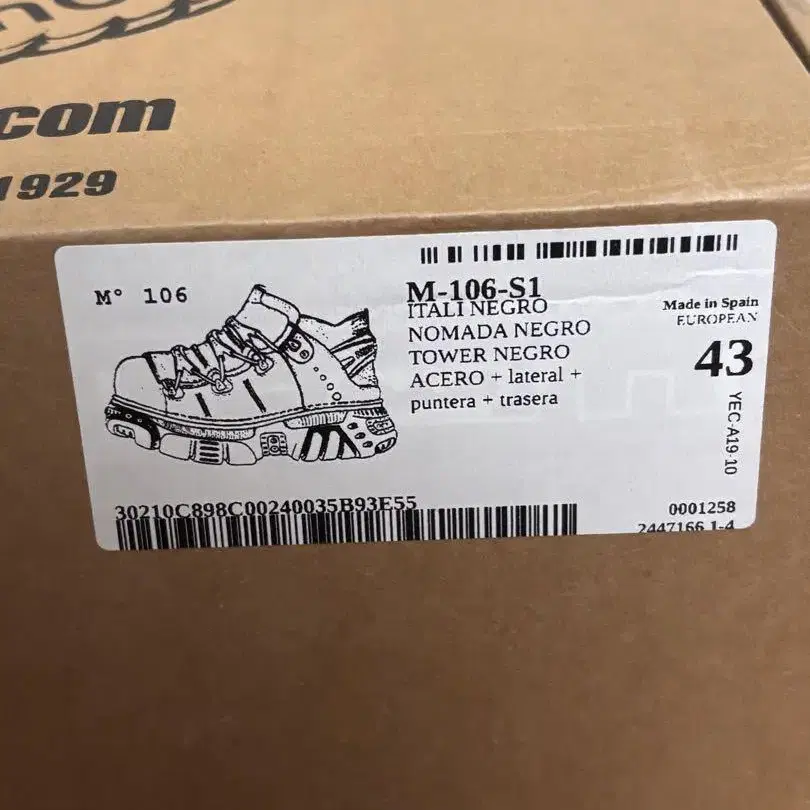 com
1929
M° 106
M-106-S1
ITALI NEGRO
NOMADA NEGRO
TOWER NEGRO
ACERO + lateral +
puntera + trasera
Made in Spain
EUROPEAN
43
YEC-A19-10
30210C898C00240035B93E55
0001258
2447166 1-4